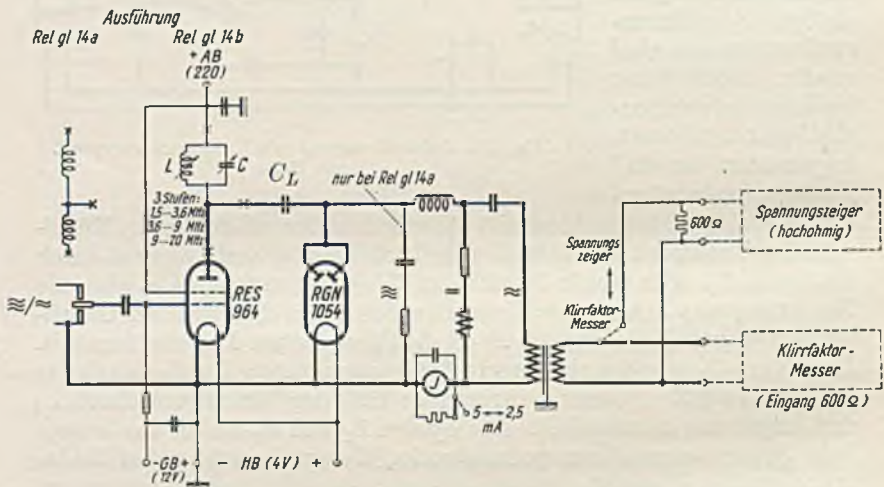 Ausführung
Rel gl 14a
Rel gl 14b
+ AB
(220)
L
C
C_L
nur bei Rel gl 14a
3 Stufen:
1,5–3,6 MHz
3,6–9 MHz
9–20 MHz
RES
964
RGN
1054
600 Ω
Spannungszeiger
(hochohmig)
Spannungs
zeiger
Klirrfaktor-
Messer
Klirrfaktor-
Messer
(Eingang 600 Ω)
5 ↔ 2,5
mA
- GB +
(12V)
- HB (4V) +